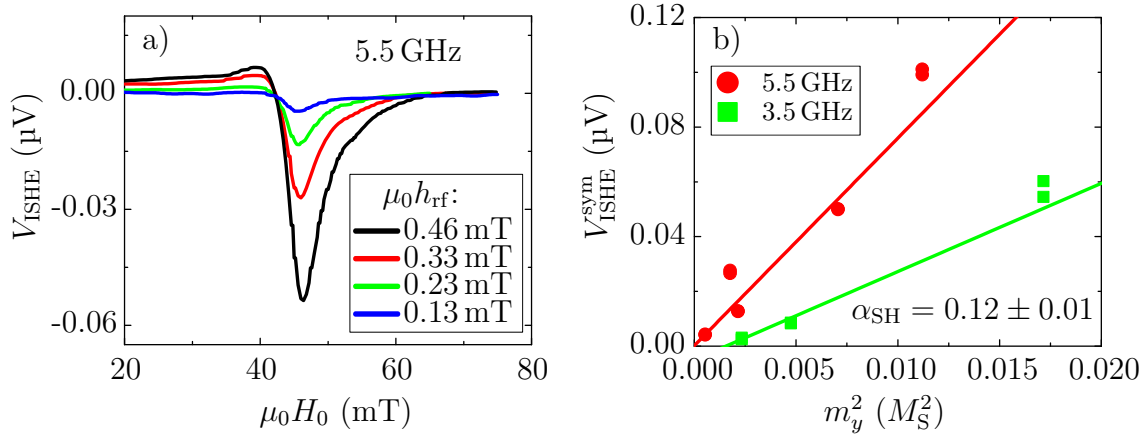 a)
5.5 GHz
0.00
-0.03
-0.06
V_ISHE (µV)
µ₀h_rf:
0.46 mT
0.33 mT
0.23 mT
0.13 mT
20
40
60
80
µ₀H₀ (mT)
b)
0.12
0.08
0.04
0.00
V_ISHE^sym (µV)
5.5 GHz
3.5 GHz
α_SH = 0.12 ± 0.01
0.000
0.005
0.010
0.015
0.020
m_y^2 (M_S^2)